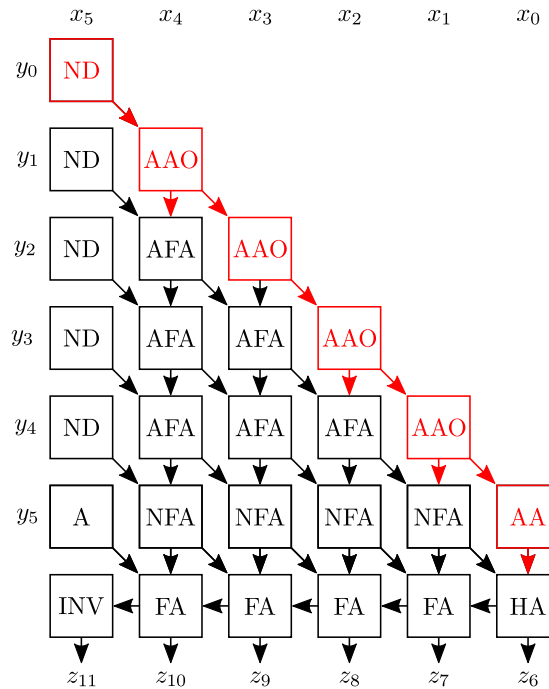 x₅ x₄ x₃ x₂ x₁ x₀
y₀ ND
y₁ ND AAO
y₂ ND AFA AAO
y₃ ND AFA AFA AAO
y₄ ND AFA AFA AFA AAO
y₅ A NFA NFA NFA NFA AA
INV FA FA FA FA HA
z₁₁ z₁₀ z₉ z₈ z₇ z₆